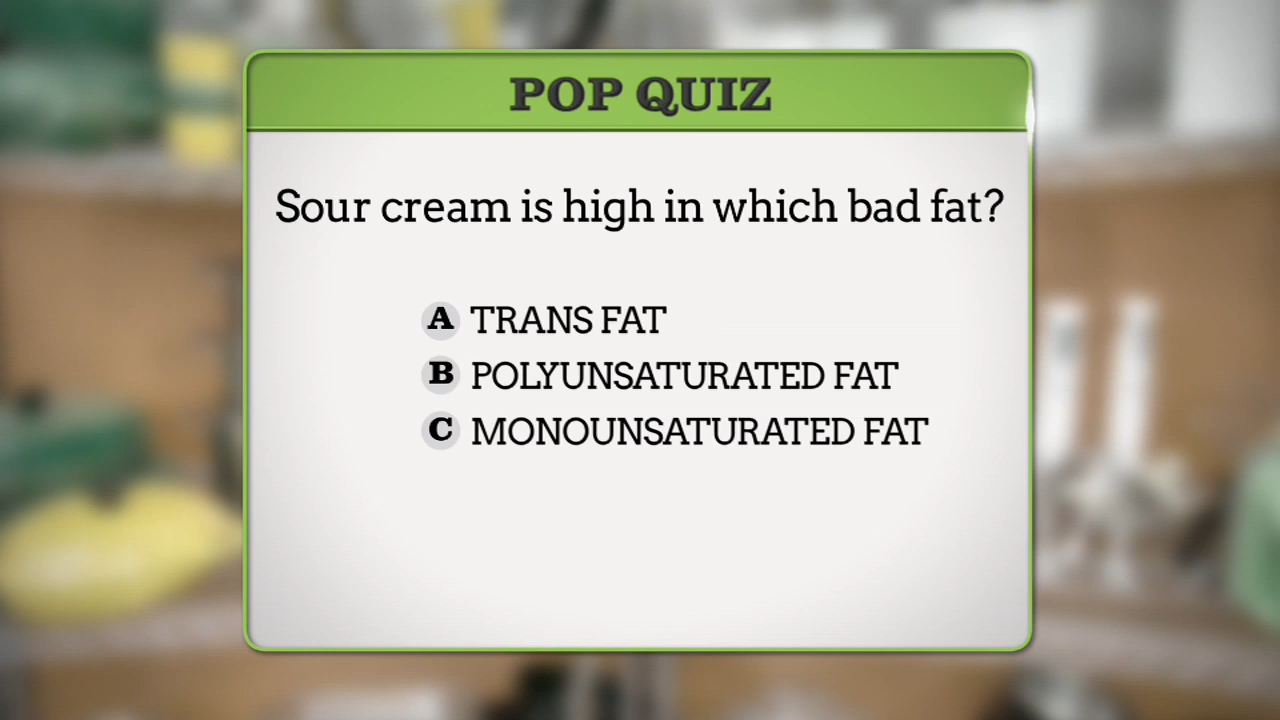 POP QUIZ
Sour cream is high in which bad fat?
A TRANS FAT
B POLYUNSATURATED FAT
C MONOUNSATURATED FAT